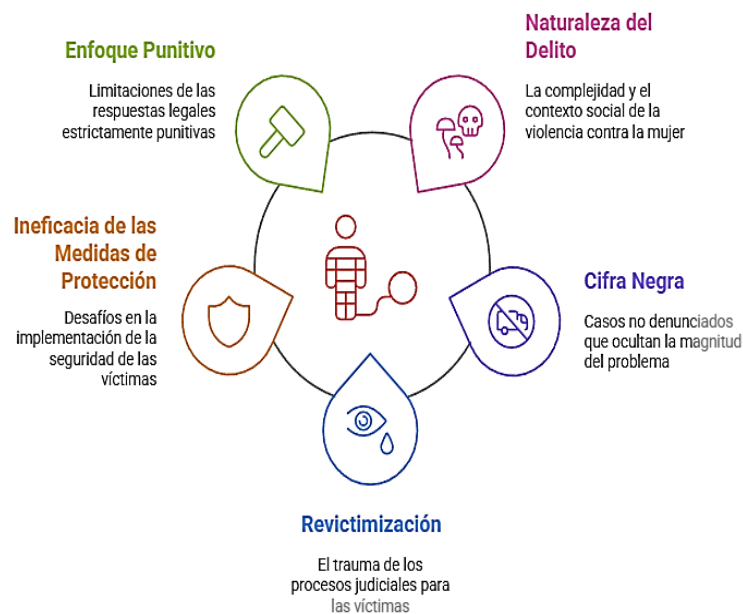 Enfoque Punitivo
Limitaciones de las
respuestas legales
estrictamente punitivas
Naturaleza del
Delito
La complejidad y el
contexto social de la
violencia contra la mujer
Ineficacia de las
Medidas de
Protección
Desafíos en la
implementación de la
seguridad de las
víctimas
Cifra Negra
Casos no denunciados
que ocultan la magnitud
del problema
Revictimización
El trauma de los
procesos judiciales para
las víctimas